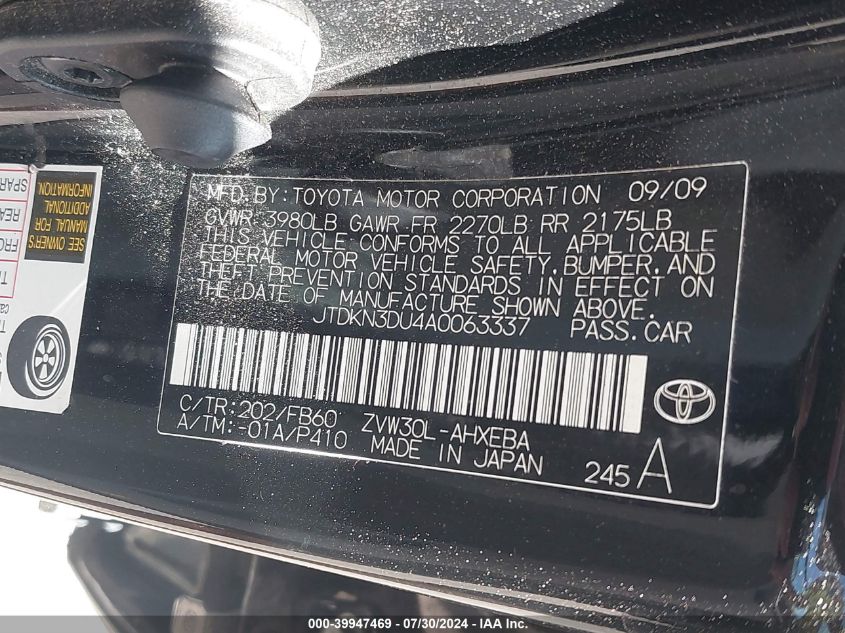 MFD. BY: TOYOTA MOTOR CORPORATION 09/09
GVWR 3980LB GAWR FR 2270LB RR 2175LB
THIS VEHICLE CONFORMS TO ALL APPLICABLE
FEDERAL MOTOR VEHICLE SAFETY, BUMPER, AND
THEFT PREVENTION STANDARDS IN EFFECT ON
THE DATE OF MANUFACTURE SHOWN ABOVE.
JTDKN3DU4A0063337 PASS. CAR
C/TR: 202/FB60 ZVW30L-AHXEBA
A/TM: -01A/P410 MADE IN JAPAN
245 A
SEE OWNER'S
MANUAL FOR
ADDITIONAL
INFORMATION.
000-39947469 - 07/30/2024 - IAA, Inc.